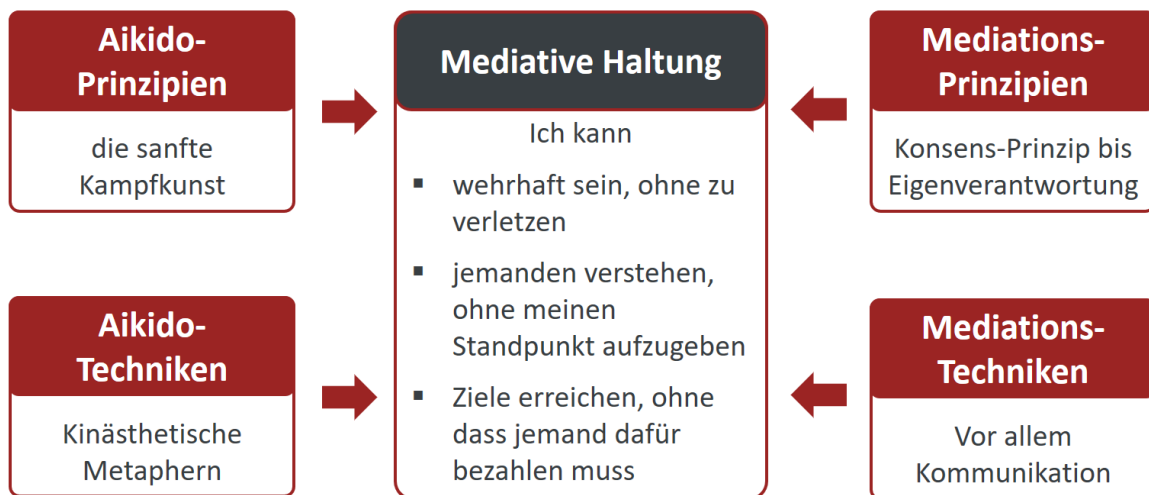 Aikido-
Prinzipien
die sanfte
Kampfkunst
Aikido-
Techniken
Kinästhetische
Metaphern
Mediative Haltung
Ich kann
▪ wehrhaft sein, ohne zu
verletzen
▪ jemanden verstehen,
ohne meinen
Standpunkt aufzugeben
▪ Ziele erreichen, ohne
dass jemand dafür
bezahlen muss
Mediations-
Prinzipien
Konsens-Prinzip bis
Eigenverantwortung
Mediations-
Techniken
Vor allem
Kommunikation